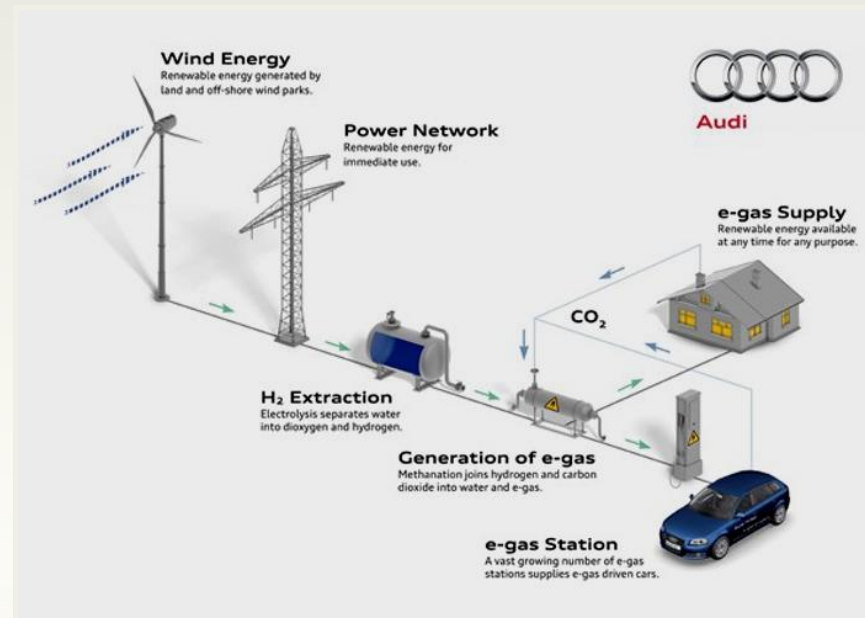 Wind Energy
Renewable energy generated by
land and off-shore wind parks.
Audi
Power Network
Renewable energy for
immediate use.
e-gas Supply
Renewable energy available
at any time for any purpose.
CO₂
H₂ Extraction
Electrolysis separates water
into dioxygen and hydrogen.
Generation of e-gas
Methanation joins hydrogen and carbon
dioxide into water and e-gas.
e-gas Station
A vast growing number of e-gas
stations supplies e-gas driven cars.